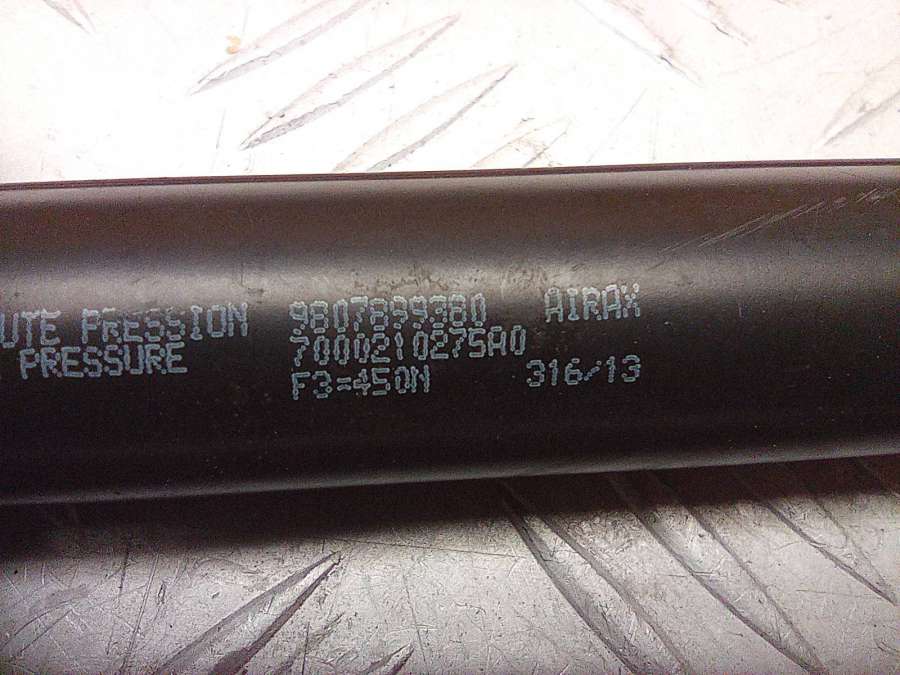 UTE PRESSION 9807899380 AIRAX
PRESSURE 7000210275A0
F3=450N 316/13